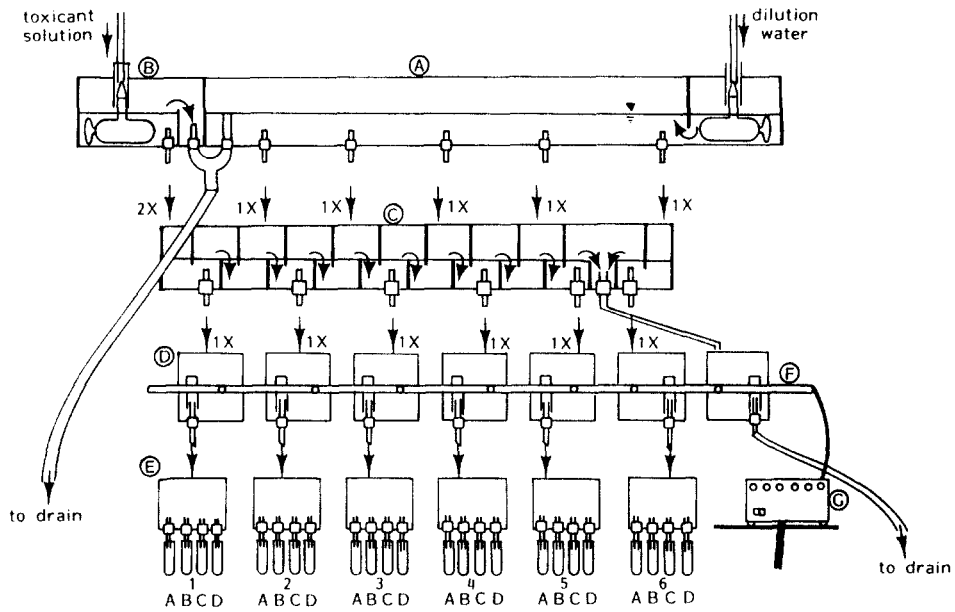 toxicant
solution
dilution
water
B
A
2X 1X 1X 1X 1X 1X
C
1X 1X 1X 1X 1X 1X
D
F
E
G
to drain
to drain
1 2 3 4 5 6
A B C D A B C D A B C D A B C D A B C D A B C D